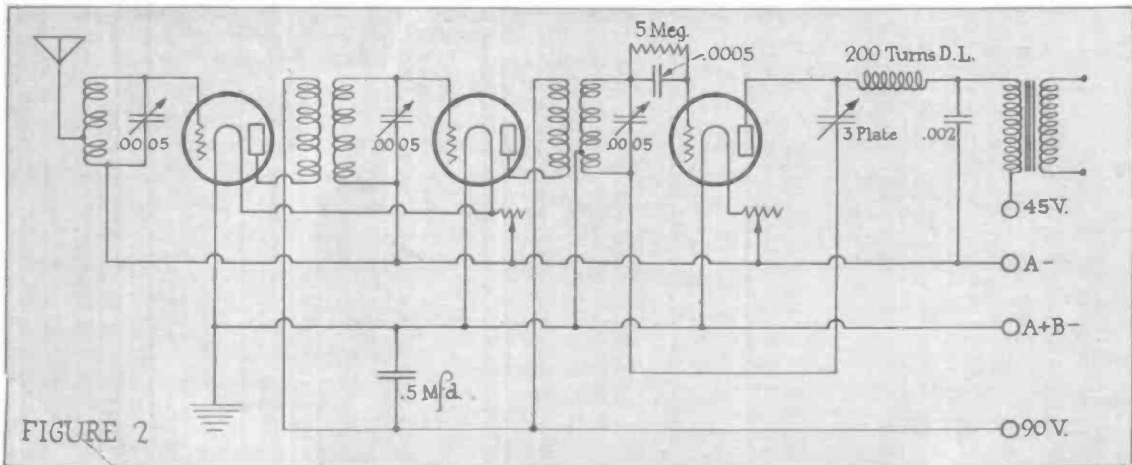 5 Meg.
.0005
200 Turns D.L.
.0005
.0005
.0005
3 Plate
.002
45V.
A-
A+B-
.5 Mfd.
90V.
FIGURE 2